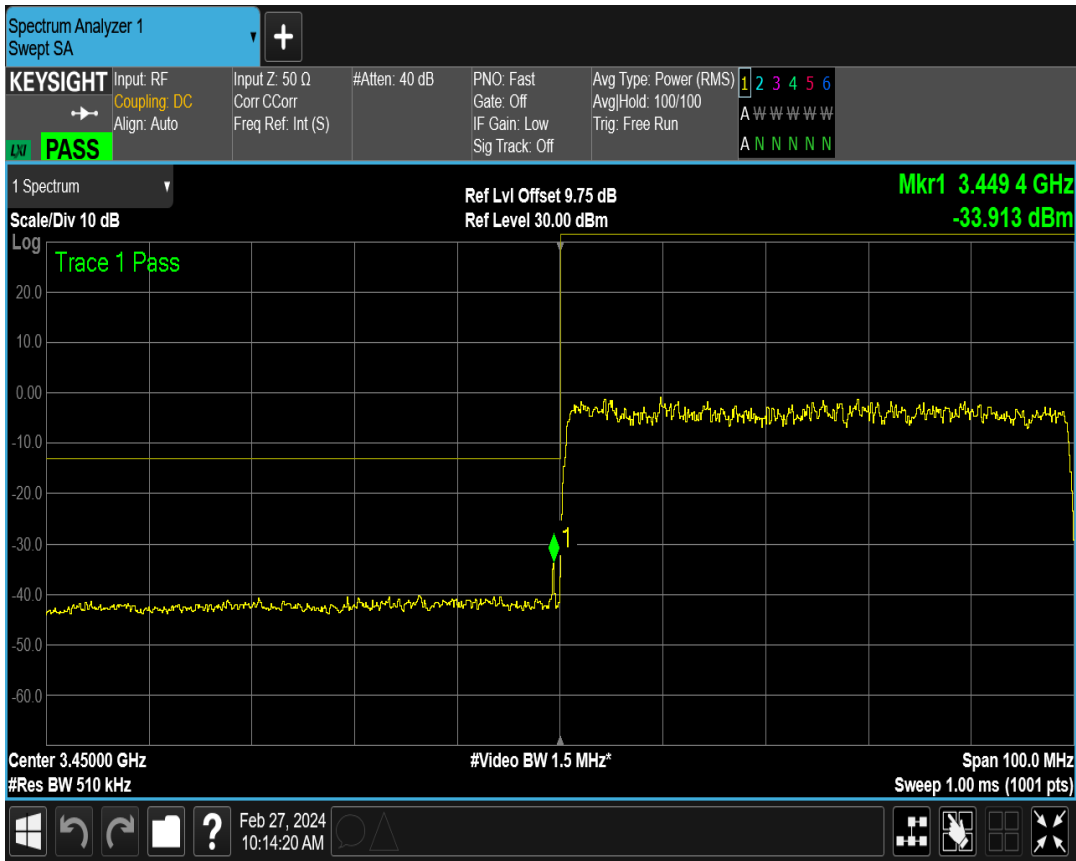 Spectrum Analyzer 1
Swept SA
+
KEYSIGHT
Input: RF
Coupling: DC
Align: Auto
LXI PASS
Input Z: 50 Ω
Corr CCorr
Freq Ref: Int (S)
#Atten: 40 dB
PNO: Fast
Gate: Off
IF Gain: Low
Sig Track: Off
Avg Type: Power (RMS)
Avg|Hold: 100/100
Trig: Free Run
1 2 3 4 5 6
A W W W W W
A N N N N N
1 Spectrum
Scale/Div 10 dB
Ref Lvl Offset 9.75 dB
Ref Level 30.00 dBm
Mkr1 3.449 4 GHz
-33.913 dBm
Log
Trace 1 Pass
20.0
10.0
0.00
-10.0
-20.0
-30.0
-40.0
-50.0
-60.0
1
Center 3.45000 GHz
#Res BW 510 kHz
#Video BW 1.5 MHz*
Span 100.0 MHz
Sweep 1.00 ms (1001 pts)
?
Feb 27, 2024
10:14:20 AM